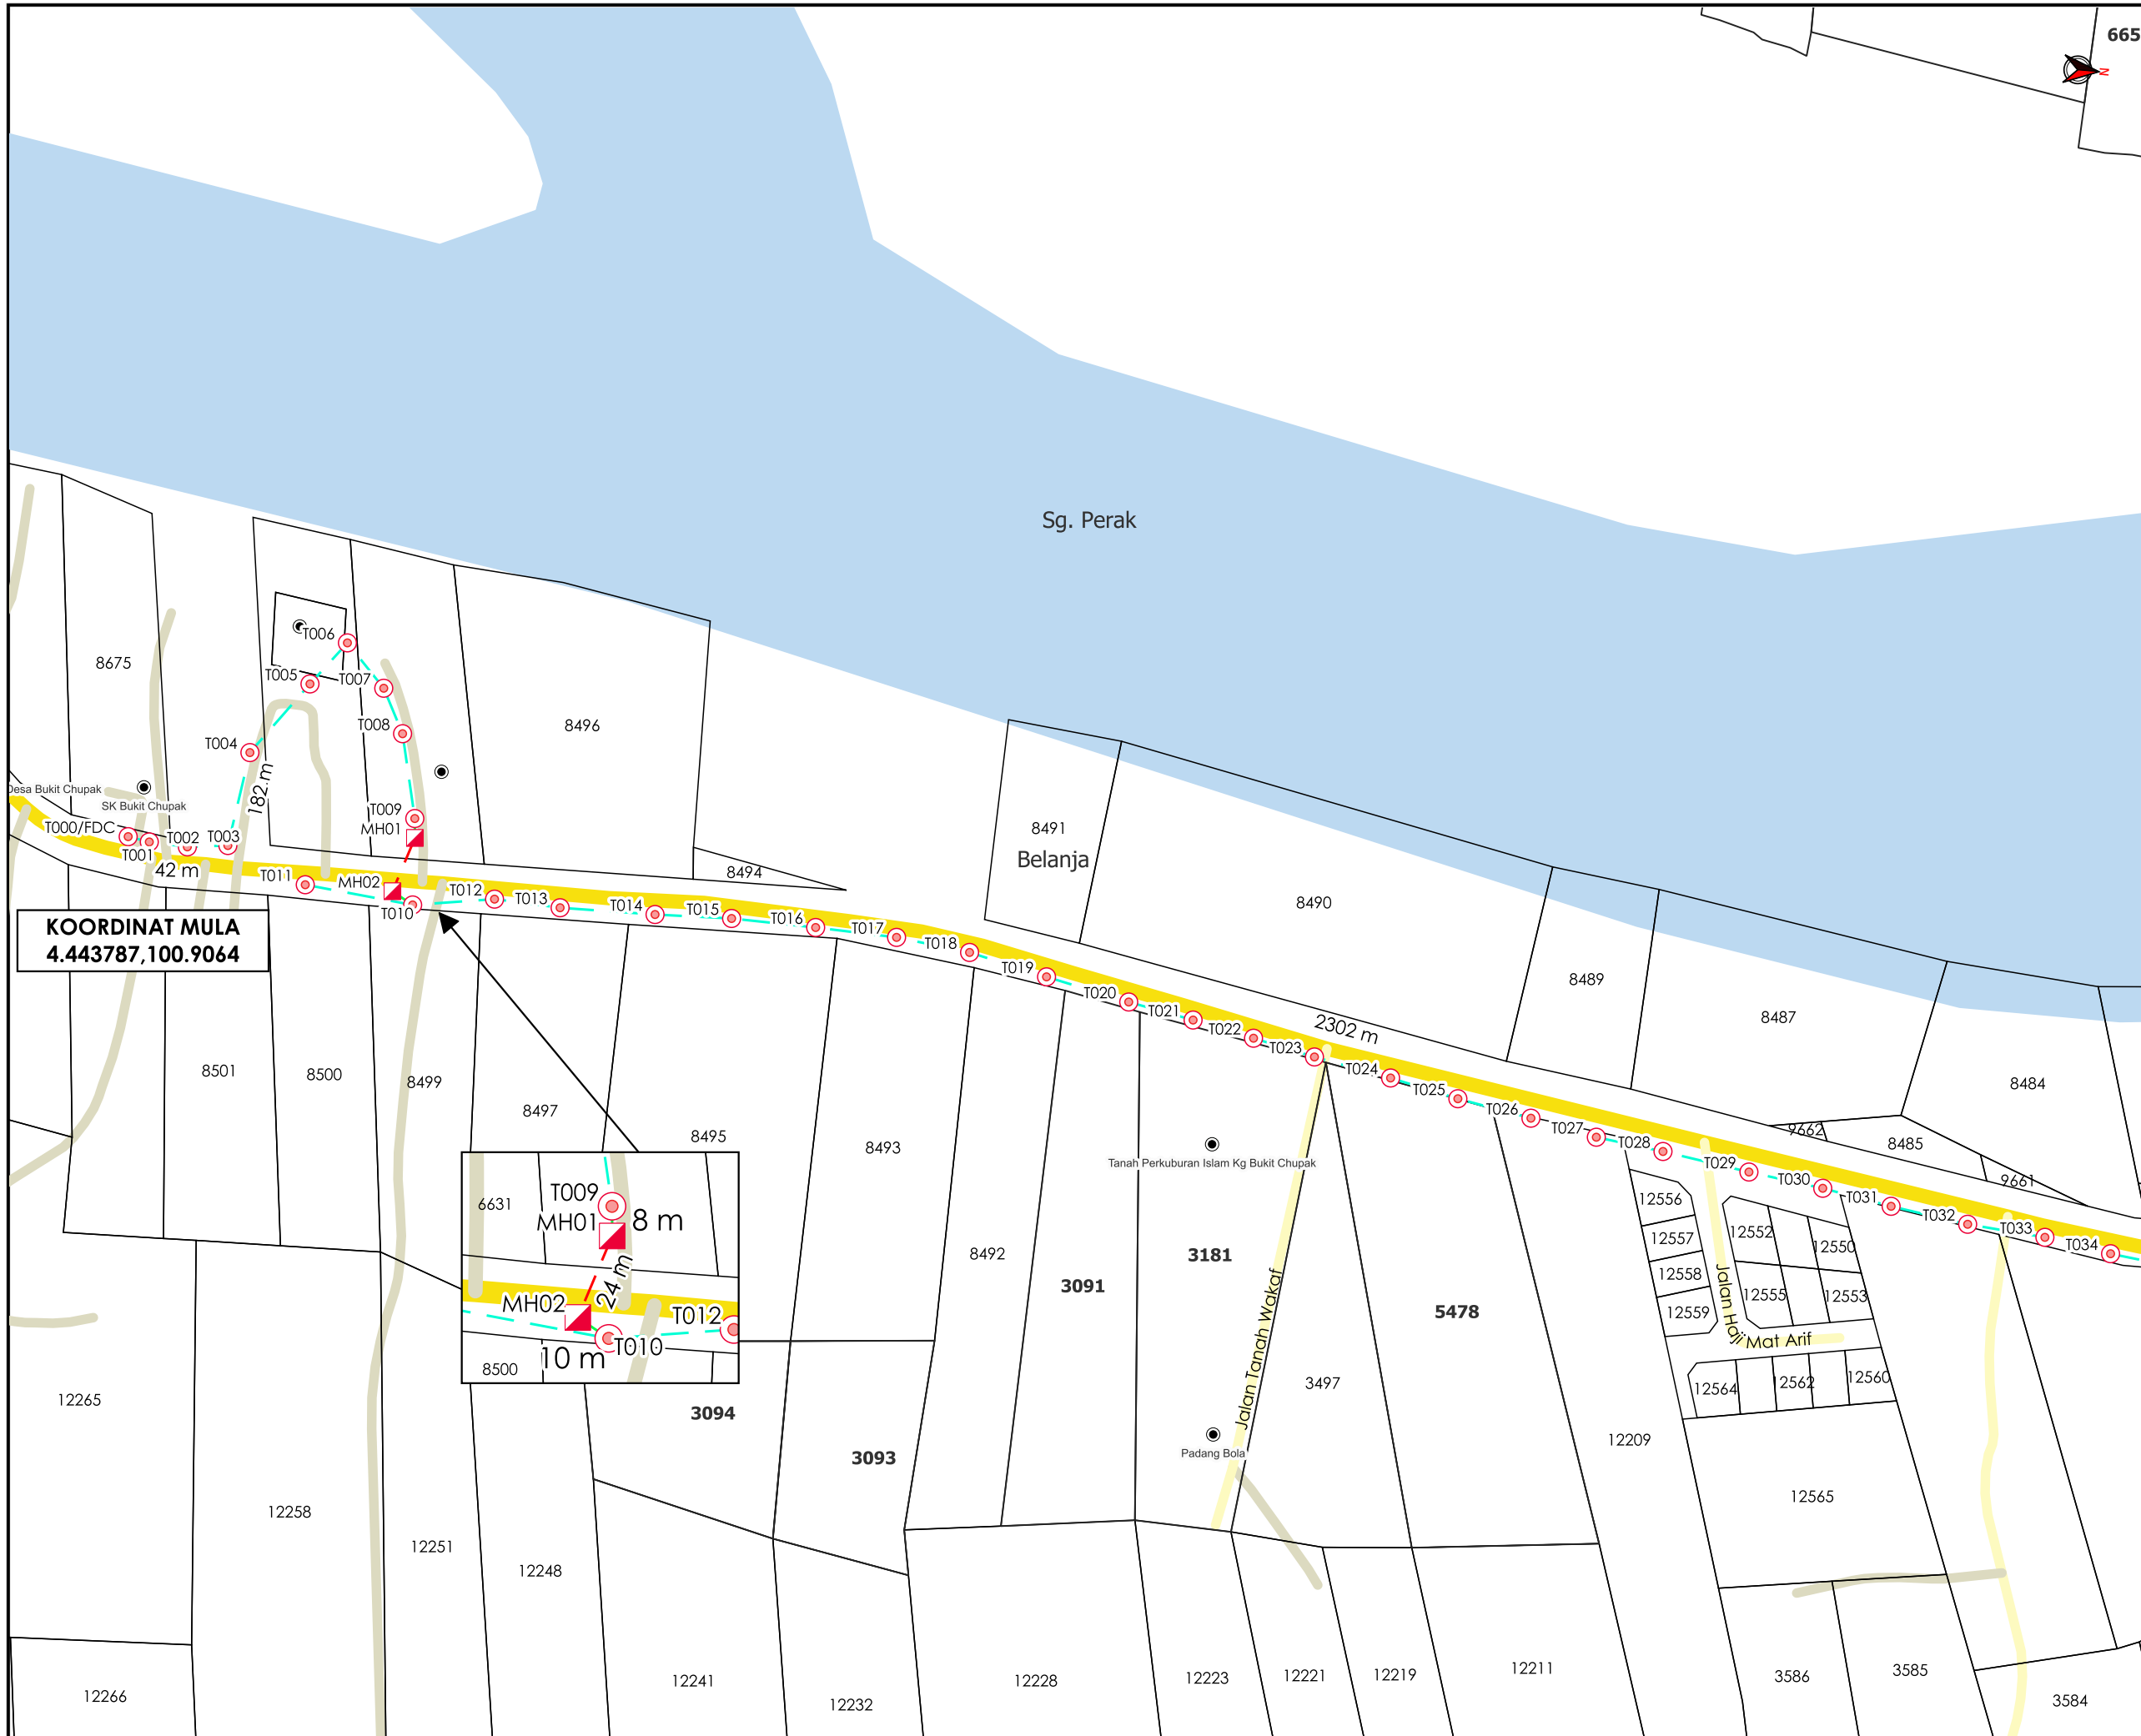 665
N
Sg. Perak
8675
T006
T005
T007
8496
T008
T004
182 m
Desa Bukit Chupak
SK Bukit Chupak
T009
MH01
T000/FDC
T001
T002
T003
42 m
8491
Belanja
8494
T011
MH02
T010
T012
T013
T014
T015
T016
T017
T018
T019
T020
T021
T022
T023
2302 m
8490
8489
8487
8484
KOORDINAT MULA
4.443787,100.9064
T024
T025
T026
T027
T028
T029
T030
T031
T032
T033
T034
9662
8485
9661
8501
8500
8499
8497
8495
8493
8492
3091
3181
Tanah Perkuburan Islam Kg Bukit Chupak
Jalan Tanah Wakaf
Padang Bola
5478
3497
6631
T009
MH01
8 m
24 m
MH02
T012
T010
10 m
8500
12556
12557
12558
12559
12552
12550
12555
12553
Jalan Haji Mat Arif
12564
12562
12560
12209
12565
12265
3094
3093
12258
12251
12248
12266
12241
12232
12228
12223
12221
12219
12211
3586
3585
3584